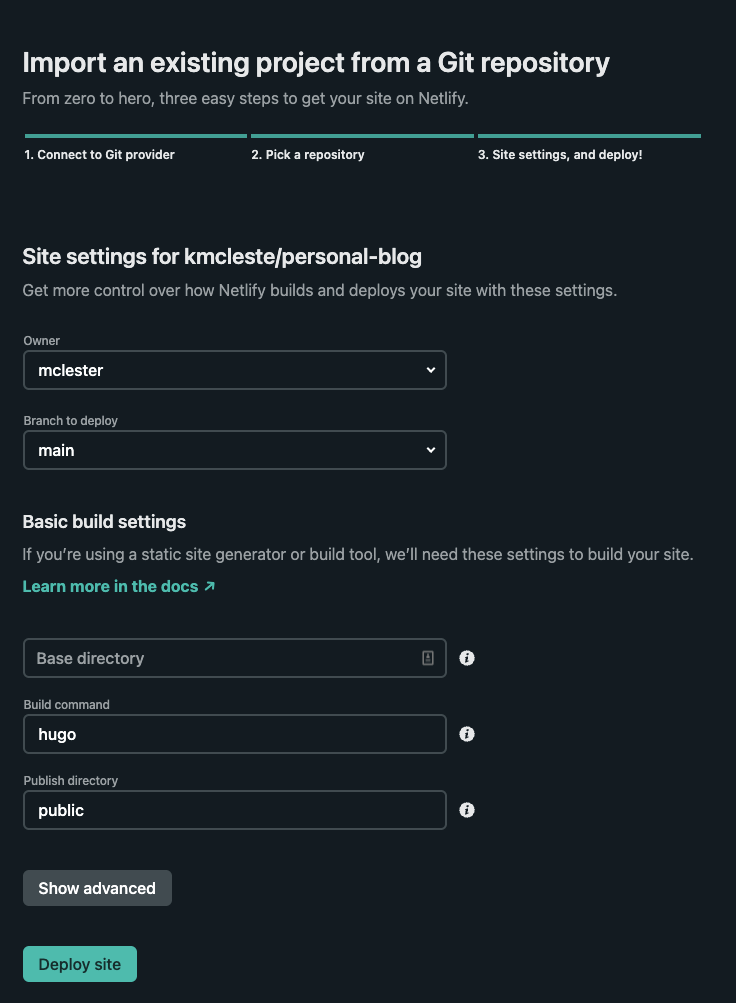 Import an existing project from a Git repository
From zero to hero, three easy steps to get your site on Netlify.
1. Connect to Git provider
2. Pick a repository
3. Site settings, and deploy!
Site settings for kmcleste/personal-blog
Get more control over how Netlify builds and deploys your site with these settings.
Owner
mclester
Branch to deploy
main
Basic build settings
If you’re using a static site generator or build tool, we’ll need these settings to build your site.
Learn more in the docs ↗
Base directory
Build command
hugo
Publish directory
public
Show advanced
Deploy site